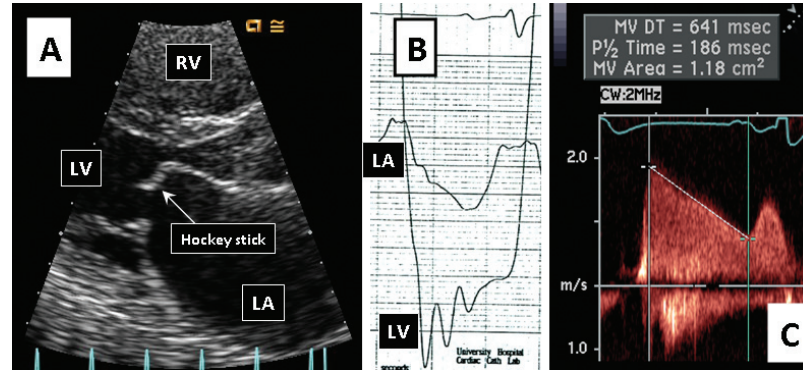 A
RV
LV
Hockey stick
LA
B
LA
LV
seconds
University Hospital
Cardiac Cath Lab
MV DT = 641 msec
P½ Time = 186 msec
MV Area = 1.18 cm²
CW:2MHz
2.0
m/s
1.0
C